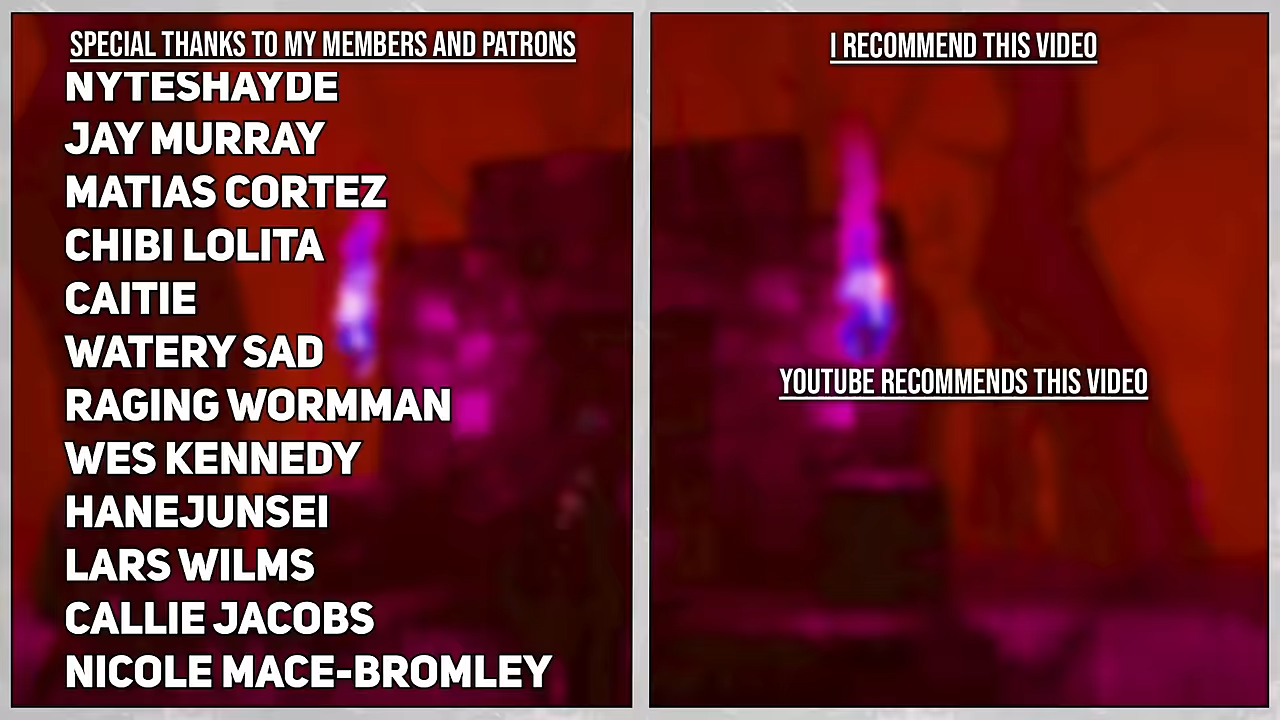 SPECIAL THANKS TO MY MEMBERS AND PATRONS
NYTESHAYDE
JAY MURRAY
MATIAS CORTEZ
CHIBI LOLITA
CAITIE
WATERY SAD
RAGING WORMMAN
WES KENNEDY
HANEJUNSEI
LARS WILMS
CALLIE JACOBS
NICOLE MACE-BROMLEY
I RECOMMEND THIS VIDEO
YOUTUBE RECOMMENDS THIS VIDEO